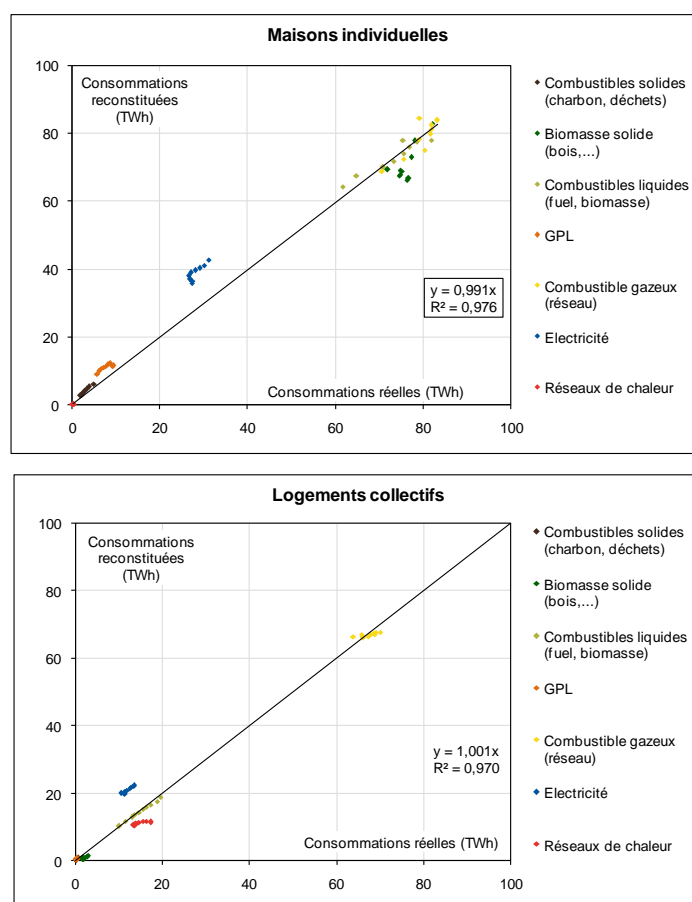 Maisons individuelles
100
80
60
40
20
0
Consommations
reconstituées
(TWh)
y = 0,991x
R² = 0,976
Consommations réelles (TWh)
0
20
40
60
80
100
Combustibles solides
(charbon, déchets)
Biomasse solide
(bois,...)
Combustibles liquides
(fuel, biomasse)
GPL
Combustible gazeux
(réseau)
Electricité
Réseaux de chaleur
Logements collectifs
100
80
60
40
20
0
Consommations
reconstituées
(TWh)
y = 1,001x
R² = 0,970
Consommations réelles (TWh)
0
20
40
60
80
100
Combustibles solides
(charbon, déchets)
Biomasse solide
(bois,...)
Combustibles liquides
(fuel, biomasse)
GPL
Combustible gazeux
(réseau)
Electricité
Réseaux de chaleur